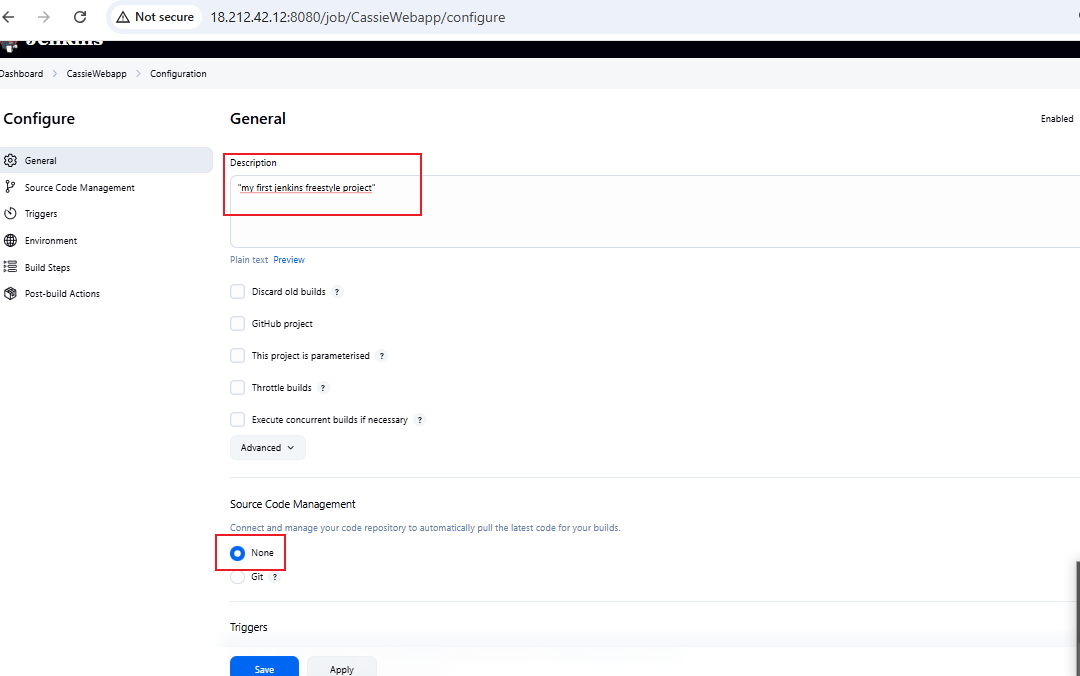 Not secure 18.212.42.12:8080/job/CassieWebapp/configure
Jenkins
Dashboard CassieWebapp Configuration
Configure
General
Source Code Management
Triggers
Environment
Build Steps
Post-build Actions
General
Enabled
Description
"my first jenkins freestyle project"
Plain text Preview
Discard old builds ?
GitHub project
This project is parameterised ?
Throttle builds ?
Execute concurrent builds if necessary ?
Advanced
Source Code Management
Connect and manage your code repository to automatically pull the latest code for your builds.
None
Git ?
Triggers
Save Apply